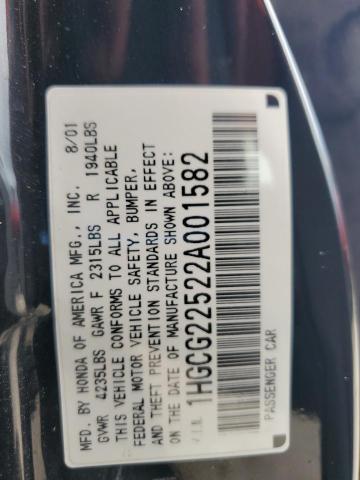 MFD. BY HONDA OF AMERICA MFG., INC. 8/01
GVWR 4235LBS GAWR F 2315LBS R 1940LBS
THIS VEHICLE CONFORMS TO ALL APPLICABLE
FEDERAL MOTOR VEHICLE SAFETY, BUMPER,
AND THEFT PREVENTION STANDARDS IN EFFECT
ON THE DATE OF MANUFACTURE SHOWN ABOVE:
V.I.N. 1HGCG22522A001582
PASSENGER CAR